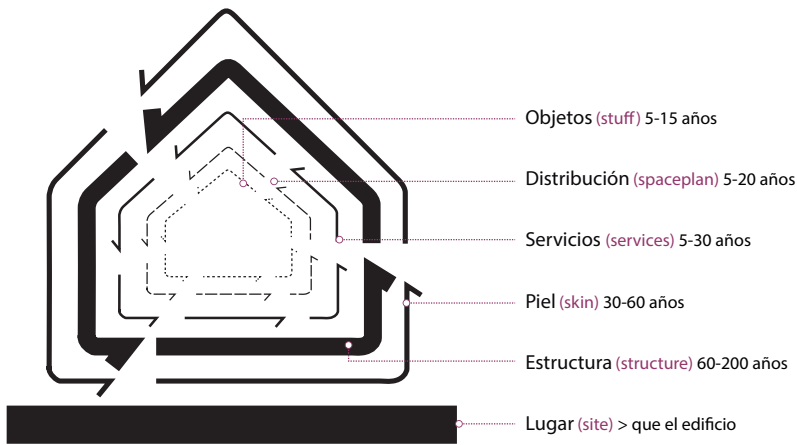 Objetos (stuff) 5-15 años
Distribución (spaceplan) 5-20 años
Servicios (services) 5-30 años
Piel (skin) 30-60 años
Estructura (structure) 60-200 años
Lugar (site) > que el edificio